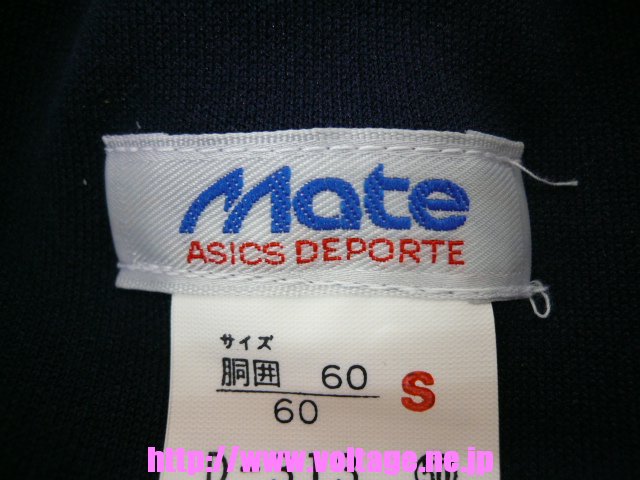 Mate
ASICS DEPORTE
サイズ
胴囲 60 S
60
http://www.voltage.ne.jp